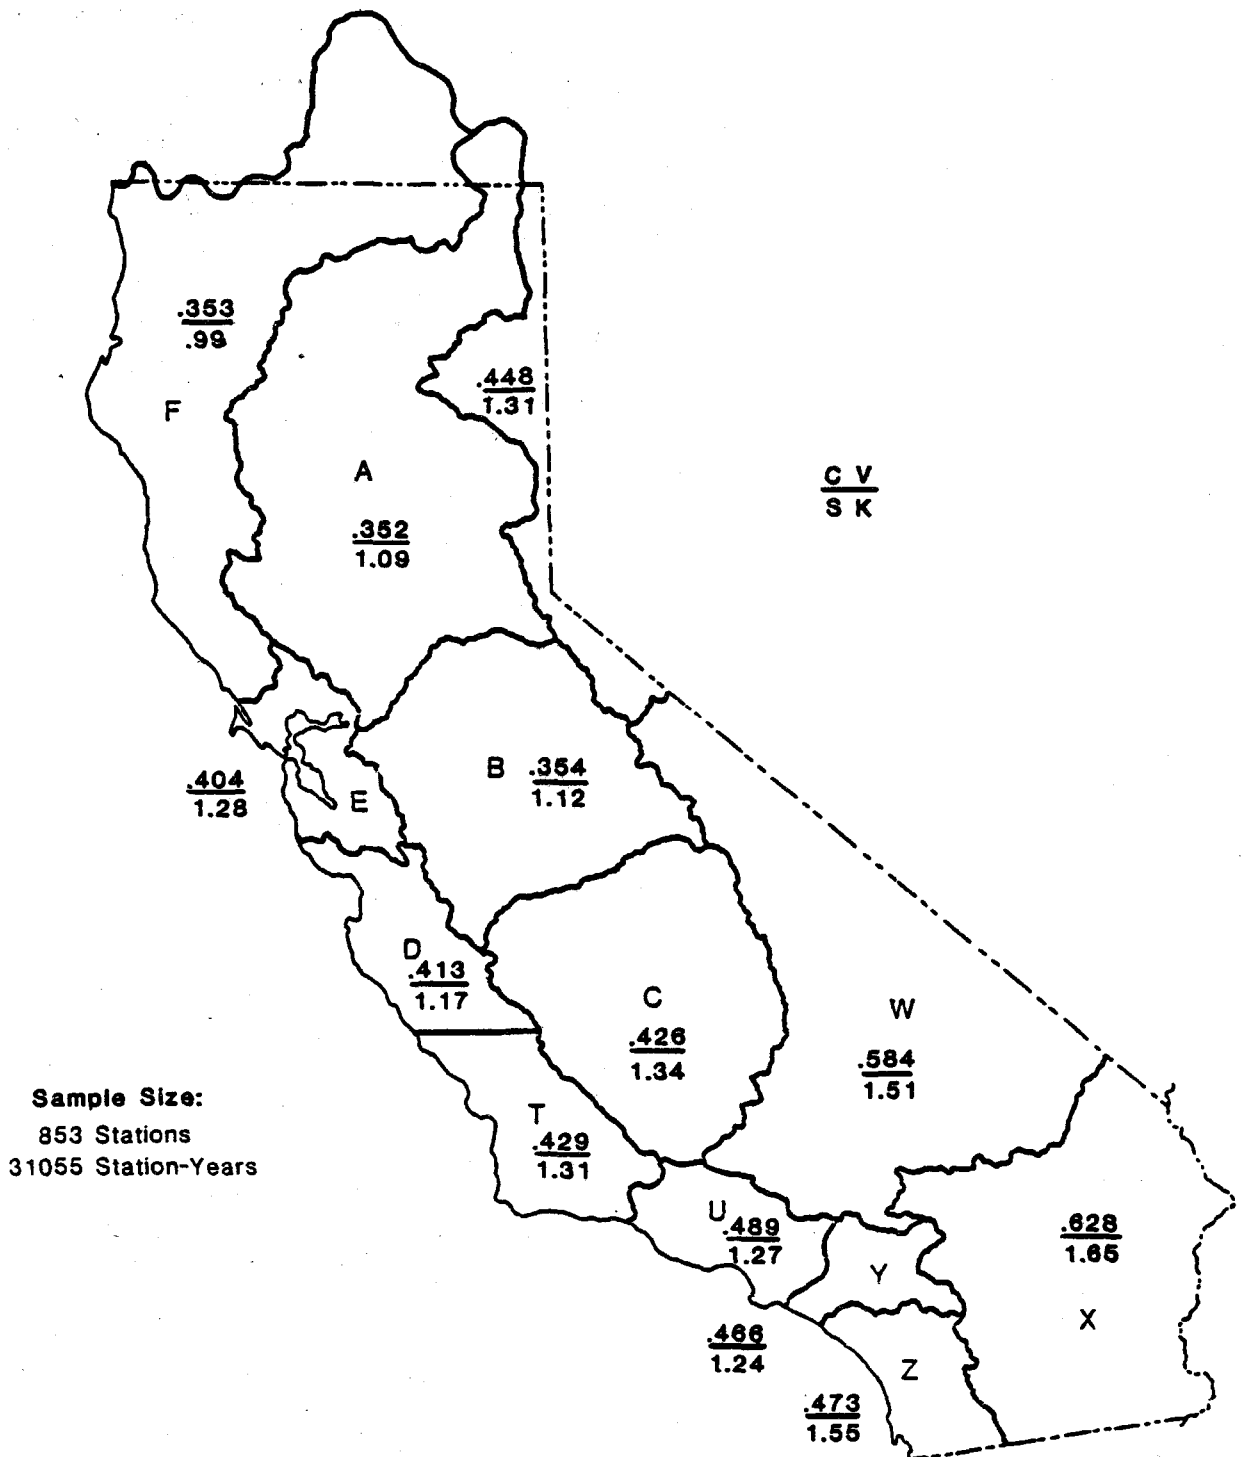 .353
.99
F
.448
1.31
A
.352
1.09
C V
S K
B
.354
1.12
.404
1.28
E
D
.413
1.17
C
.426
1.34
W
.584
1.51
Sample Size:
853 Stations
31055 Station-Years
T
.429
1.31
U
.489
1.27
Y
.628
1.65
X
.466
1.24
Z
.473
1.55